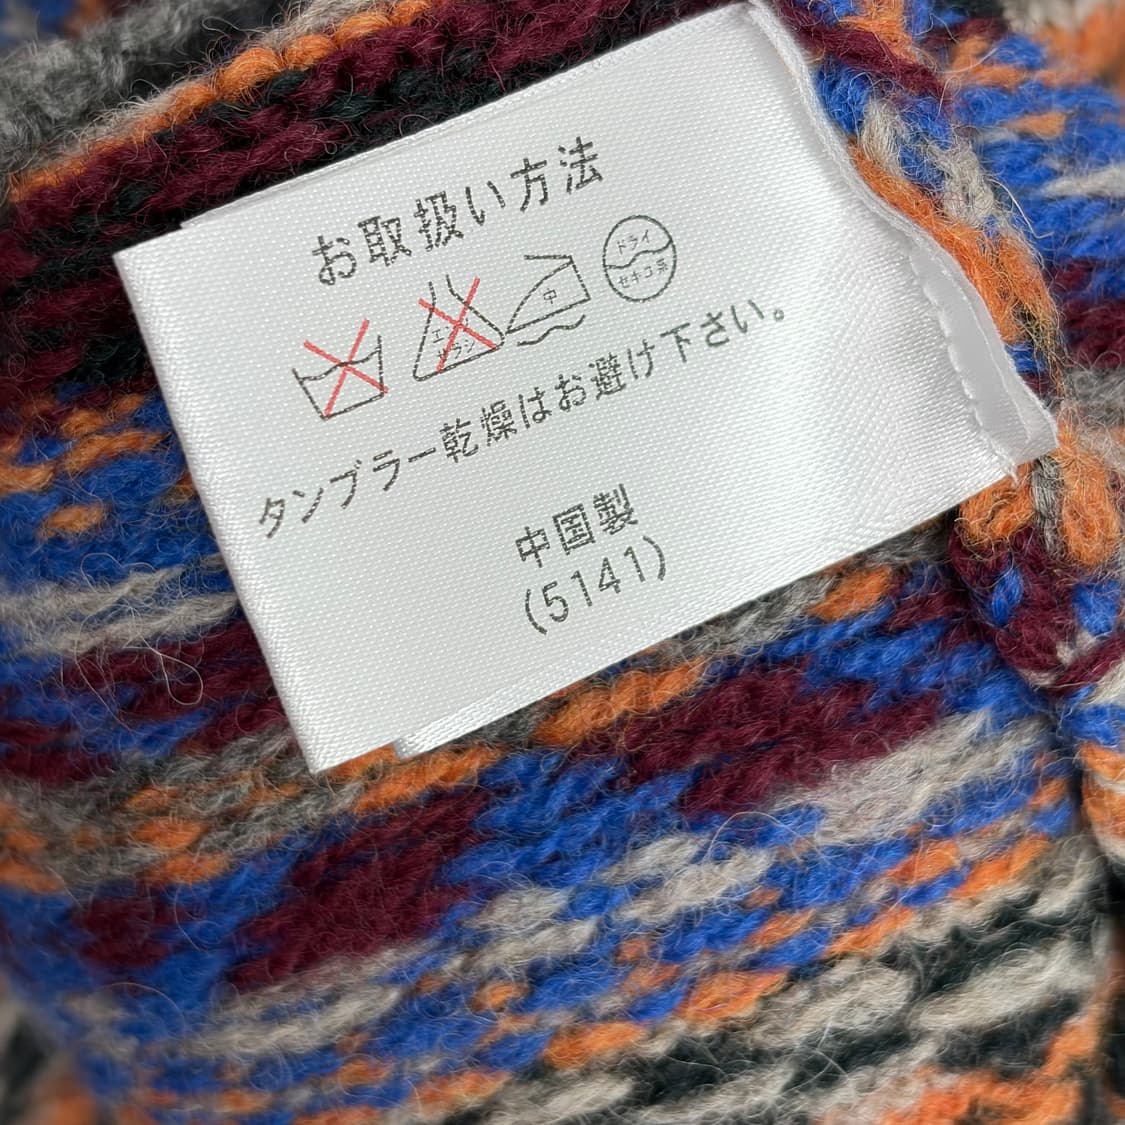 お取扱い方法
エンソ サラシ
中
ドライ
セキユ系
タンブラー乾燥はお避け下さい。
中国製
(5141)